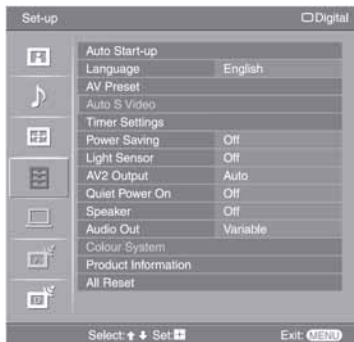 Set-up Digital
Auto Start-up
Language English
AV Preset
Auto S Video
Timer Settings
Power Saving Off
Light Sensor Off
AV2 Output Auto
Quiet Power On Off
Speaker Off
Audio Out Variable
Colour System
Product Information
All Reset
Select: Set: Exit: MENU